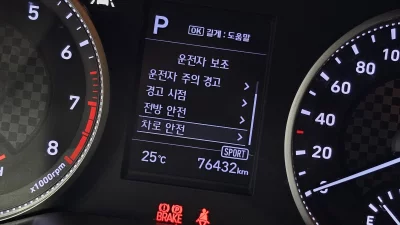 P
OK 길게 : 도움말
운전자 보조
운전자 주의 경고
경고 시점
전방 안전
차로 안전
SPORT
25℃ 76432km
5
6
7
8
x1000rpm
H
100
80
60
40
20
0
BRAKE